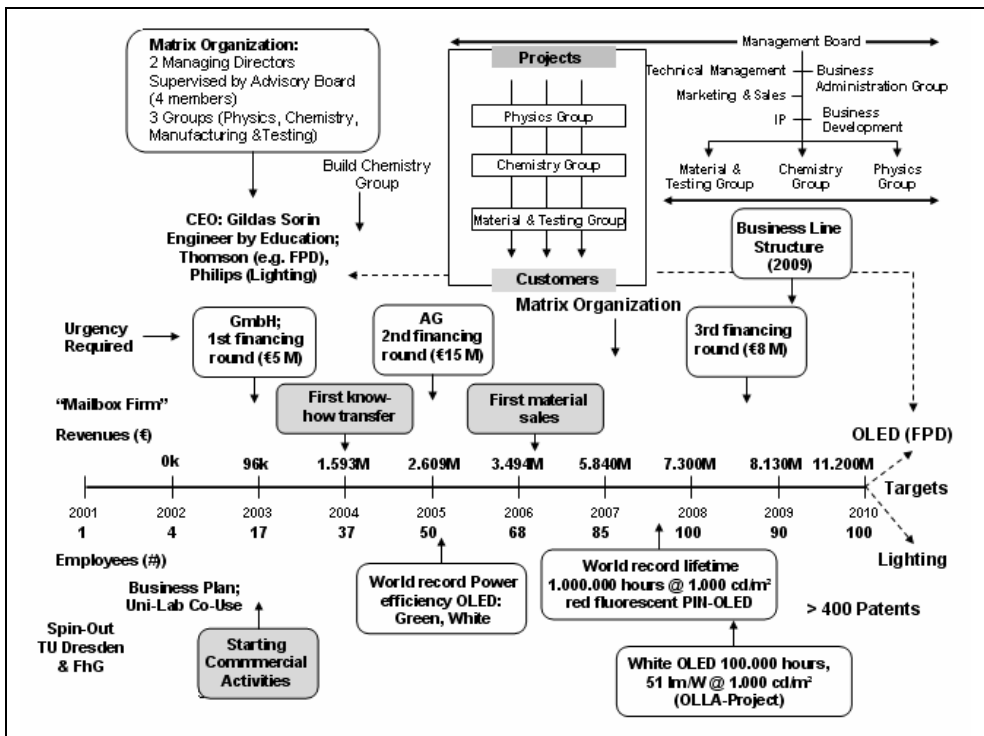 Matrix Organization:
2 Managing Directors
Supervised by Advisory Board
(4 members)
3 Groups (Physics, Chemistry,
Manufacturing &Testing)
Build Chemistry
Group
CEO: Gildas Sorin
Engineer by Education;
Thomson (e.g. FPD),
Philips (Lighting)
Projects
Physics Group
Chemistry Group
Material & Testing Group
Customers
Matrix Organization
Management Board
Technical Management
Business
Administration Group
Marketing & Sales
IP
Business
Development
Material &
Testing Group
Chemistry
Group
Physics
Group
Business Line
Structure
(2009)
Urgency
Required
GmbH;
1st financing
round (€5 M)
AG
2nd financing
round (€15 M)
3rd financing
round (€8 M)
“Mailbox Firm”
First know-
how transfer
First material
sales
Revenues (€)
OLED (FPD)
0k 96k 1.593M 2.609M 3.494M 5.840M 7.300M 8.130M 11.200M
Targets
2001 2002 2003 2004 2005 2006 2007 2008 2009 2010
1 4 17 37 50 68 85 100 90 100
Employees (#)
Lighting
Business Plan;
Uni-Lab Co-Use
Spin-Out
TU Dresden
& FhG
Starting
Commmercial
Activities
World record Power
efficiency OLED:
Green, White
World record lifetime
1.000.000 hours @ 1.000 cd/m²
red fluorescent PIN-OLED
> 400 Patents
White OLED 100.000 hours,
51 lm/W @ 1.000 cd/m²
(OLLA-Project)